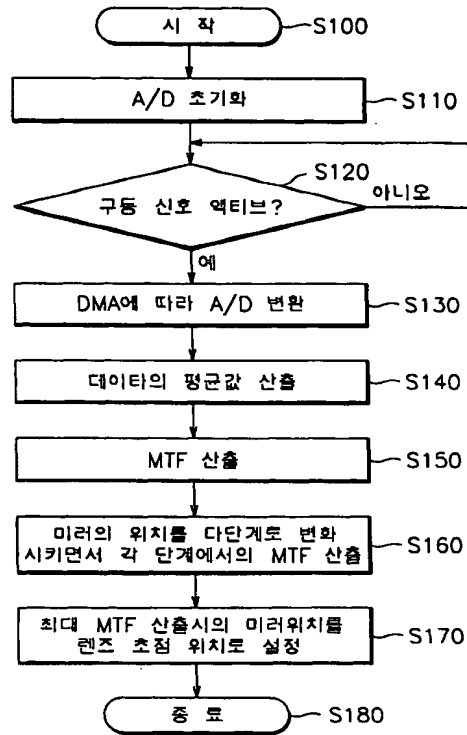 시 작
S100
A/D 초기화
S110
S120
구동 신호 액티브?
아니오
예
DMA에 따라 A/D 변환
S130
데이타의 평균값 산출
S140
MTF 산출
S150
미러의 위치를 다단계로 변화
시키면서 각 단계에서의 MTF 산출
S160
최대 MTF 산출시의 미러위치를
렌즈 초점 위치로 설정
S170
종 료
S180